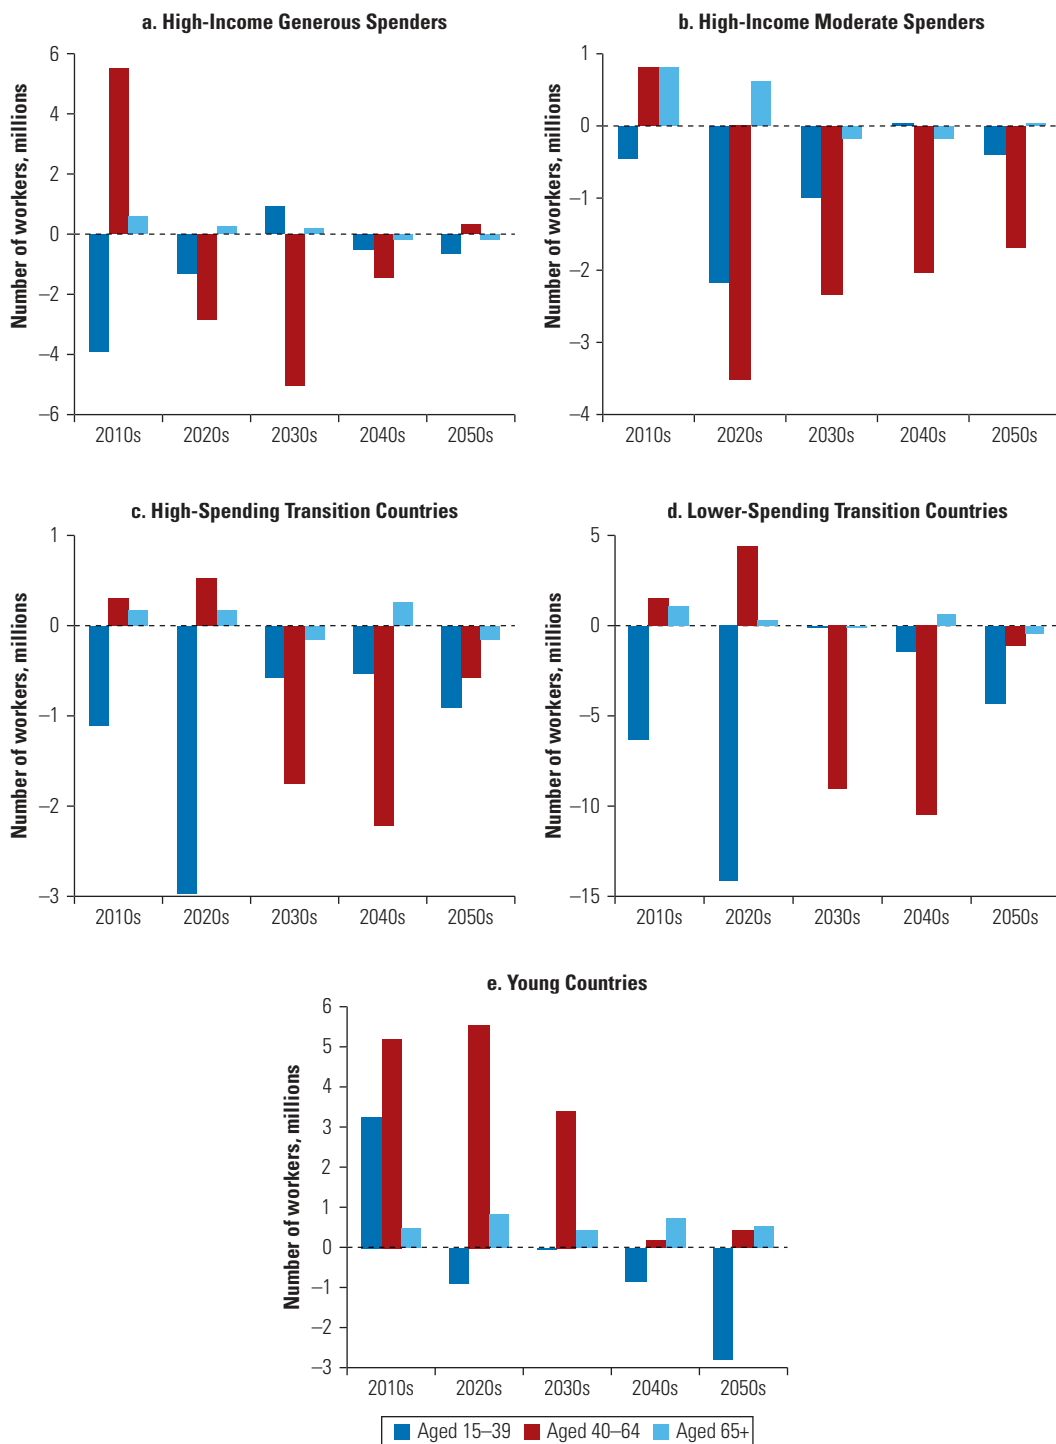 a. High-Income Generous Spenders
Number of workers, millions
6
4
2
0
–2
–4
–6
2010s 2020s 2030s 2040s 2050s
b. High-Income Moderate Spenders
Number of workers, millions
1
0
–1
–2
–3
–4
2010s 2020s 2030s 2040s 2050s
c. High-Spending Transition Countries
Number of workers, millions
1
0
–1
–2
–3
2010s 2020s 2030s 2040s 2050s
d. Lower-Spending Transition Countries
Number of workers, millions
5
0
–5
–10
–15
2010s 2020s 2030s 2040s 2050s
e. Young Countries
Number of workers, millions
6
5
4
3
2
1
0
–1
–2
–3
2010s 2020s 2030s 2040s 2050s
Aged 15–39 Aged 40–64 Aged 65+